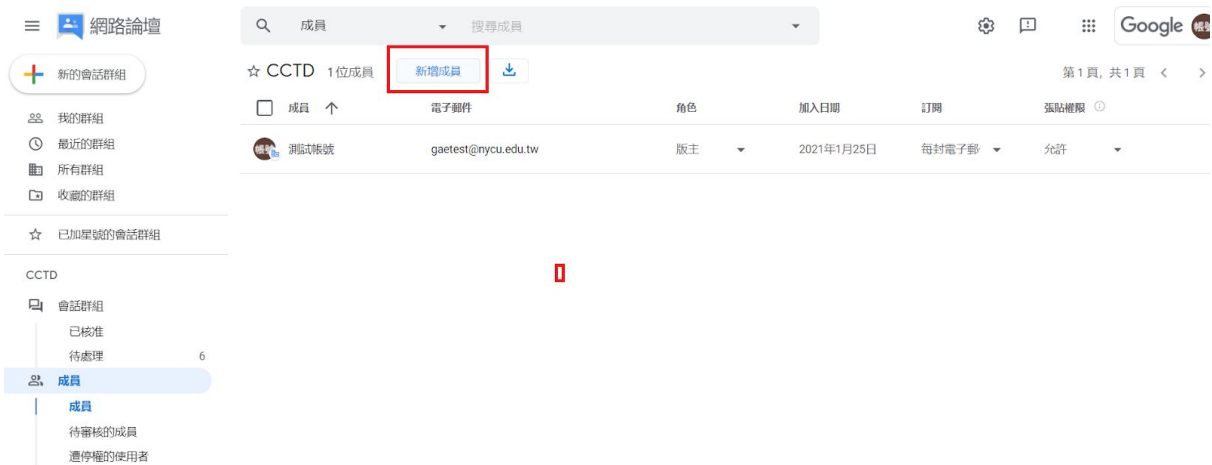 網路論壇
成員
搜尋成員
Google
新的會話群組
CCTD 1位成員
新增成員
第1頁, 共1頁
成員
電子郵件
角色
加入日期
訂閱
張貼權限
測試帳號
gaetest@nycu.edu.tw
版主
2021年1月25日
每封電子郵
允許
我的群組
最近的群組
所有群組
收藏的群組
已加星號的會話群組
CCTD
會話群組
已核准
待處理 6
成員
成員
待審核的成員
遭停權的使用者